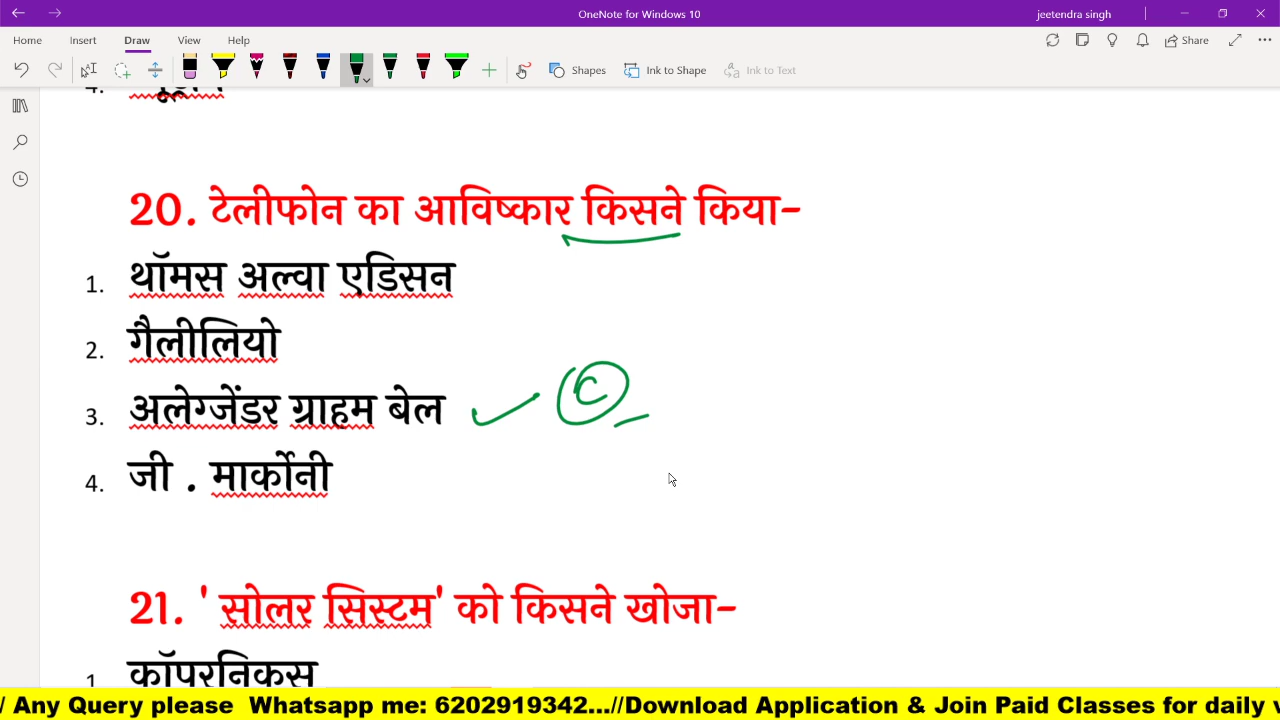 OneNote for Windows 10
jeetendra singh
Home Insert Draw View Help
Share
Shapes Ink to Shape Ink to Text
4.
20. टेलीफोन का आविष्कार किसने किया-
1. थॉमस अल्वा एडिसन
2. गैलीलियो
3. अलेग्जेंडर ग्राहम बेल C
4. जी . मार्कोनी
21. ' सोलर सिस्टम' को किसने खोजा-
1. कॉपरनिकस
/ Any Query please Whatsapp me: 6202919342...//Download Application & Join Paid Classes for daily